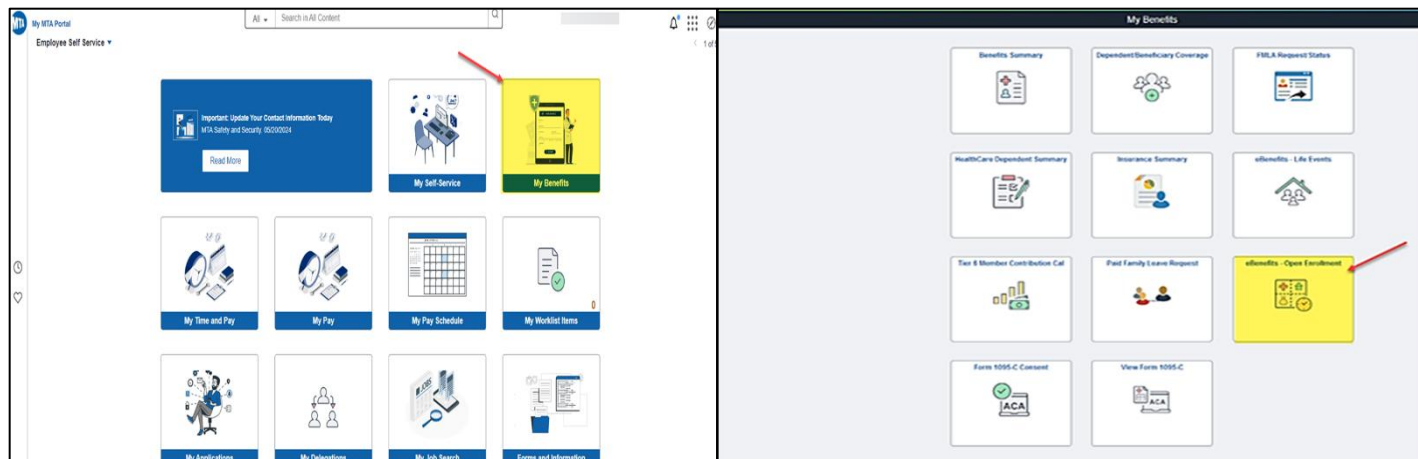 MTA
My MTA Portal
All
Search in All Content
Employee Self Service
1 of 5
Important: Update Your Contact Information Today
MTA Safety and Security, 05/20/2024
Read More
My Self-Service
My Benefits
My Time and Pay
My Pay
My Pay Schedule
0
My Worklist Items
JOBS
My Applications
My Delegations
My Job Search
Forms and Information
My Benefits
Benefits Summary
Dependent/Beneficiary Coverage
FMLA Request Status
HealthCare Dependent Summary
Insurance Summary
eBenefits - Life Events
Tier 6 Member Contribution Cal
Paid Family Leave Request
eBenefits - Open Enrollment
Form 1095-C Consent
ACA
View Form 1095-C
ACA